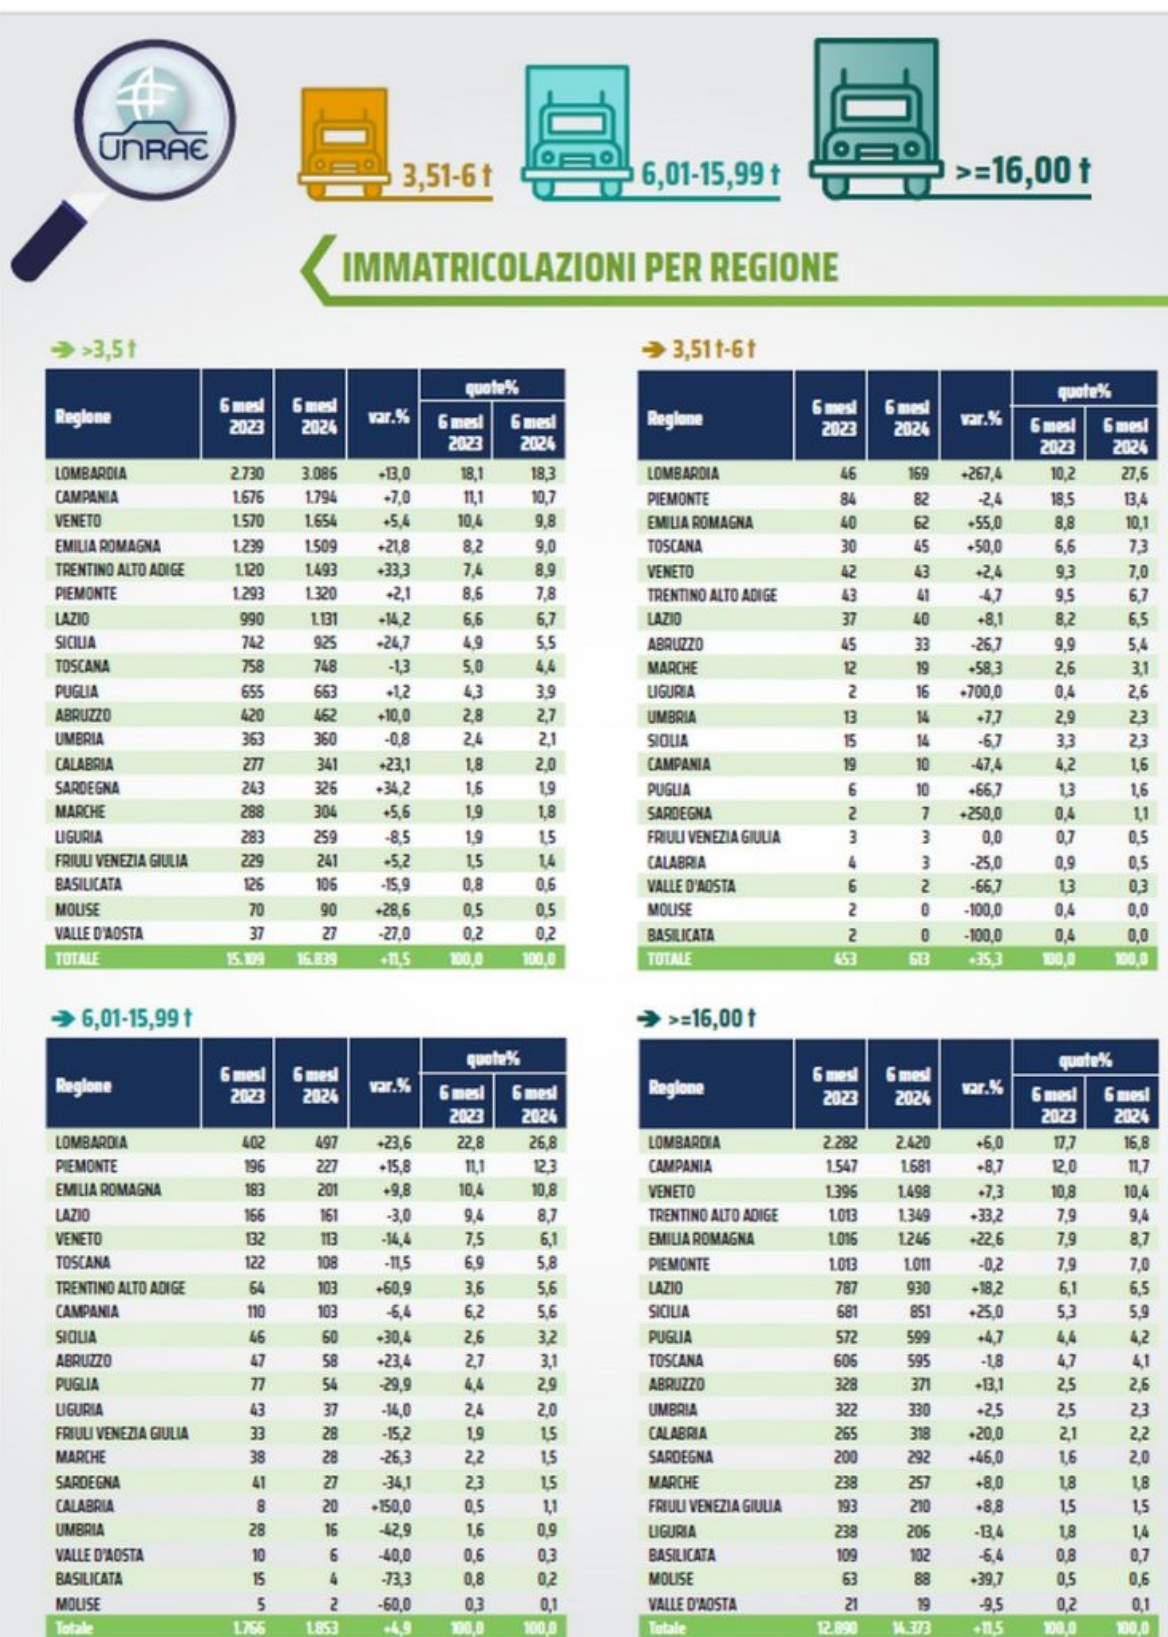 UNRAE
3,51-6 t
6,01-15,99 t
>=16,00 t
IMMATRICOLAZIONI PER REGIONE
>3,5 t
Regione 6 mesi 2023 6 mesi 2024 var.% quote% 6 mesi 2023 6 mesi 2024
LOMBARDIA 2.730 3.086 +13,0 18,1 18,3
CAMPANIA 1.676 1.794 +7,0 11,1 10,7
VENETO 1.570 1.654 +5,4 10,4 9,8
EMILIA ROMAGNA 1.239 1.509 +21,8 8,2 9,0
TRENTINO ALTO ADIGE 1.120 1.493 +33,3 7,4 8,9
PIEMONTE 1.293 1.320 +2,1 8,6 7,8
LAZIO 990 1.131 +14,2 6,6 6,7
SICILIA 742 925 +24,7 4,9 5,5
TOSCANA 758 748 -1,3 5,0 4,4
PUGLIA 655 663 +1,2 4,3 3,9
ABRUZZO 420 462 +10,0 2,8 2,7
UMBRIA 363 360 -0,8 2,4 2,1
CALABRIA 277 341 +23,1 1,8 2,0
SARDEGNA 243 326 +34,2 1,6 1,9
MARCHE 288 304 +5,6 1,9 1,8
LIGURIA 283 259 -8,5 1,9 1,5
FRIULI VENEZIA GIULIA 229 241 +5,2 1,5 1,4
BASILICATA 126 106 -15,9 0,8 0,6
MOLISE 70 90 +28,6 0,5 0,5
VALLE D'AOSTA 37 27 -27,0 0,2 0,2
TOTALE 15.109 16.839 +11,5 100,0 100,0
3,51 t-6 t
Regione 6 mesi 2023 6 mesi 2024 var.% quote% 6 mesi 2023 6 mesi 2024
LOMBARDIA 46 169 +267,4 10,2 27,6
PIEMONTE 84 82 -2,4 18,5 13,4
EMILIA ROMAGNA 40 62 +55,0 8,8 10,1
TOSCANA 30 45 +50,0 6,6 7,3
VENETO 42 43 +2,4 9,3 7,0
TRENTINO ALTO ADIGE 43 41 -4,7 9,5 6,7
LAZIO 37 40 +8,1 8,2 6,5
ABRUZZO 45 33 -26,7 9,9 5,4
MARCHE 12 19 +58,3 2,6 3,1
LIGURIA 2 16 +700,0 0,4 2,6
UMBRIA 13 14 +7,7 2,9 2,3
SICILIA 15 14 -6,7 3,3 2,3
CAMPANIA 19 10 -47,4 4,2 1,6
PUGLIA 6 10 +66,7 1,3 1,6
SARDEGNA 2 7 +250,0 0,4 1,1
FRIULI VENEZIA GIULIA 3 3 0,0 0,7 0,5
CALABRIA 4 3 -25,0 0,9 0,5
VALLE D'AOSTA 6 2 -66,7 1,3 0,3
MOLISE 2 0 -100,0 0,4 0,0
BASILICATA 2 0 -100,0 0,4 0,0
TOTALE 453 613 +35,3 100,0 100,0
6,01-15,99 t
Regione 6 mesi 2023 6 mesi 2024 var.% quote% 6 mesi 2023 6 mesi 2024
LOMBARDIA 402 497 +23,6 22,8 26,8
PIEMONTE 196 227 +15,8 11,1 12,3
EMILIA ROMAGNA 183 201 +9,8 10,4 10,8
LAZIO 166 161 -3,0 9,4 8,7
VENETO 132 113 -14,4 7,5 6,1
TOSCANA 122 108 -11,5 6,9 5,8
TRENTINO ALTO ADIGE 64 103 +60,9 3,6 5,6
CAMPANIA 110 103 -6,4 6,2 5,6
SICILIA 46 60 +30,4 2,6 3,2
ABRUZZO 47 58 +23,4 2,7 3,1
PUGLIA 77 54 -29,9 4,4 2,9
LIGURIA 43 37 -14,0 2,4 2,0
FRIULI VENEZIA GIULIA 33 28 -15,2 1,9 1,5
MARCHE 38 28 -26,3 2,2 1,5
SARDEGNA 41 27 -34,1 2,3 1,5
CALABRIA 8 20 +150,0 0,5 1,1
UMBRIA 28 16 -42,9 1,6 0,9
VALLE D'AOSTA 10 6 -40,0 0,6 0,3
BASILICATA 15 4 -73,3 0,8 0,2
MOLISE 5 2 -60,0 0,3 0,1
Totale 1.766 1.853 +4,9 100,0 100,0
>=16,00 t
Regione 6 mesi 2023 6 mesi 2024 var.% quote% 6 mesi 2023 6 mesi 2024
LOMBARDIA 2.282 2.420 +6,0 17,7 16,8
CAMPANIA 1.547 1.681 +8,7 12,0 11,7
VENETO 1.396 1.498 +7,3 10,8 10,4
TRENTINO ALTO ADIGE 1.013 1.349 +33,2 7,9 9,4
EMILIA ROMAGNA 1.016 1.246 +22,6 7,9 8,7
PIEMONTE 1.013 1.011 -0,2 7,9 7,0
LAZIO 787 930 +18,2 6,1 6,5
SICILIA 681 851 +25,0 5,3 5,9
PUGLIA 572 599 +4,7 4,4 4,2
TOSCANA 606 595 -1,8 4,7 4,1
ABRUZZO 328 371 +13,1 2,5 2,6
UMBRIA 322 330 +2,5 2,5 2,3
CALABRIA 265 318 +20,0 2,1 2,2
SARDEGNA 200 292 +46,0 1,6 2,0
MARCHE 238 257 +8,0 1,8 1,8
FRIULI VENEZIA GIULIA 193 210 +8,8 1,5 1,5
LIGURIA 238 206 -13,4 1,8 1,4
BASILICATA 109 102 -6,4 0,8 0,7
MOLISE 63 88 +39,7 0,5 0,6
VALLE D'AOSTA 21 19 -9,5 0,2 0,1
Totale 12.890 14.373 +11,5 100,0 100,0